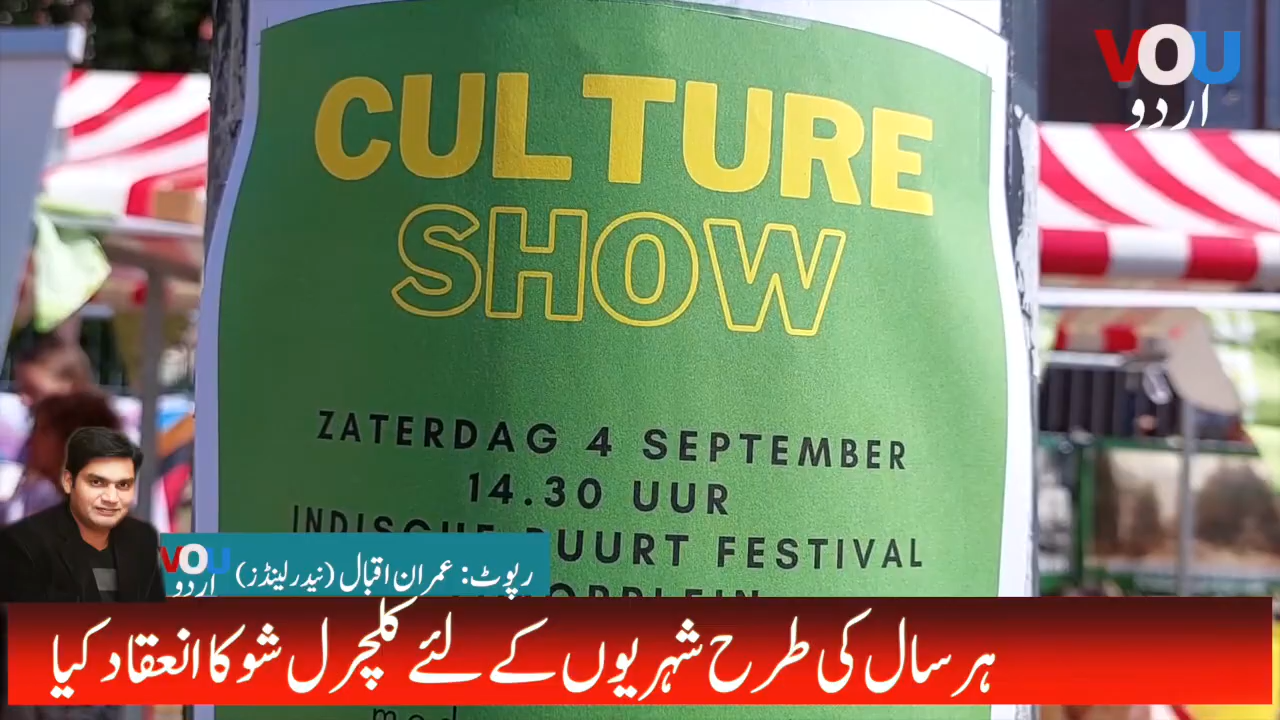 VOU
اردو
CULTURE
SHOW
ZATERDAG 4 SEPTEMBER
14.30 UUR
BUURT FESTIVAL
VOU
اردو
رپوٹ: عمران اقبال (نیدرلینڈز)
ہر سال کی طرح شہریوں کے لئے کلچرل شو کا انعقاد کیا